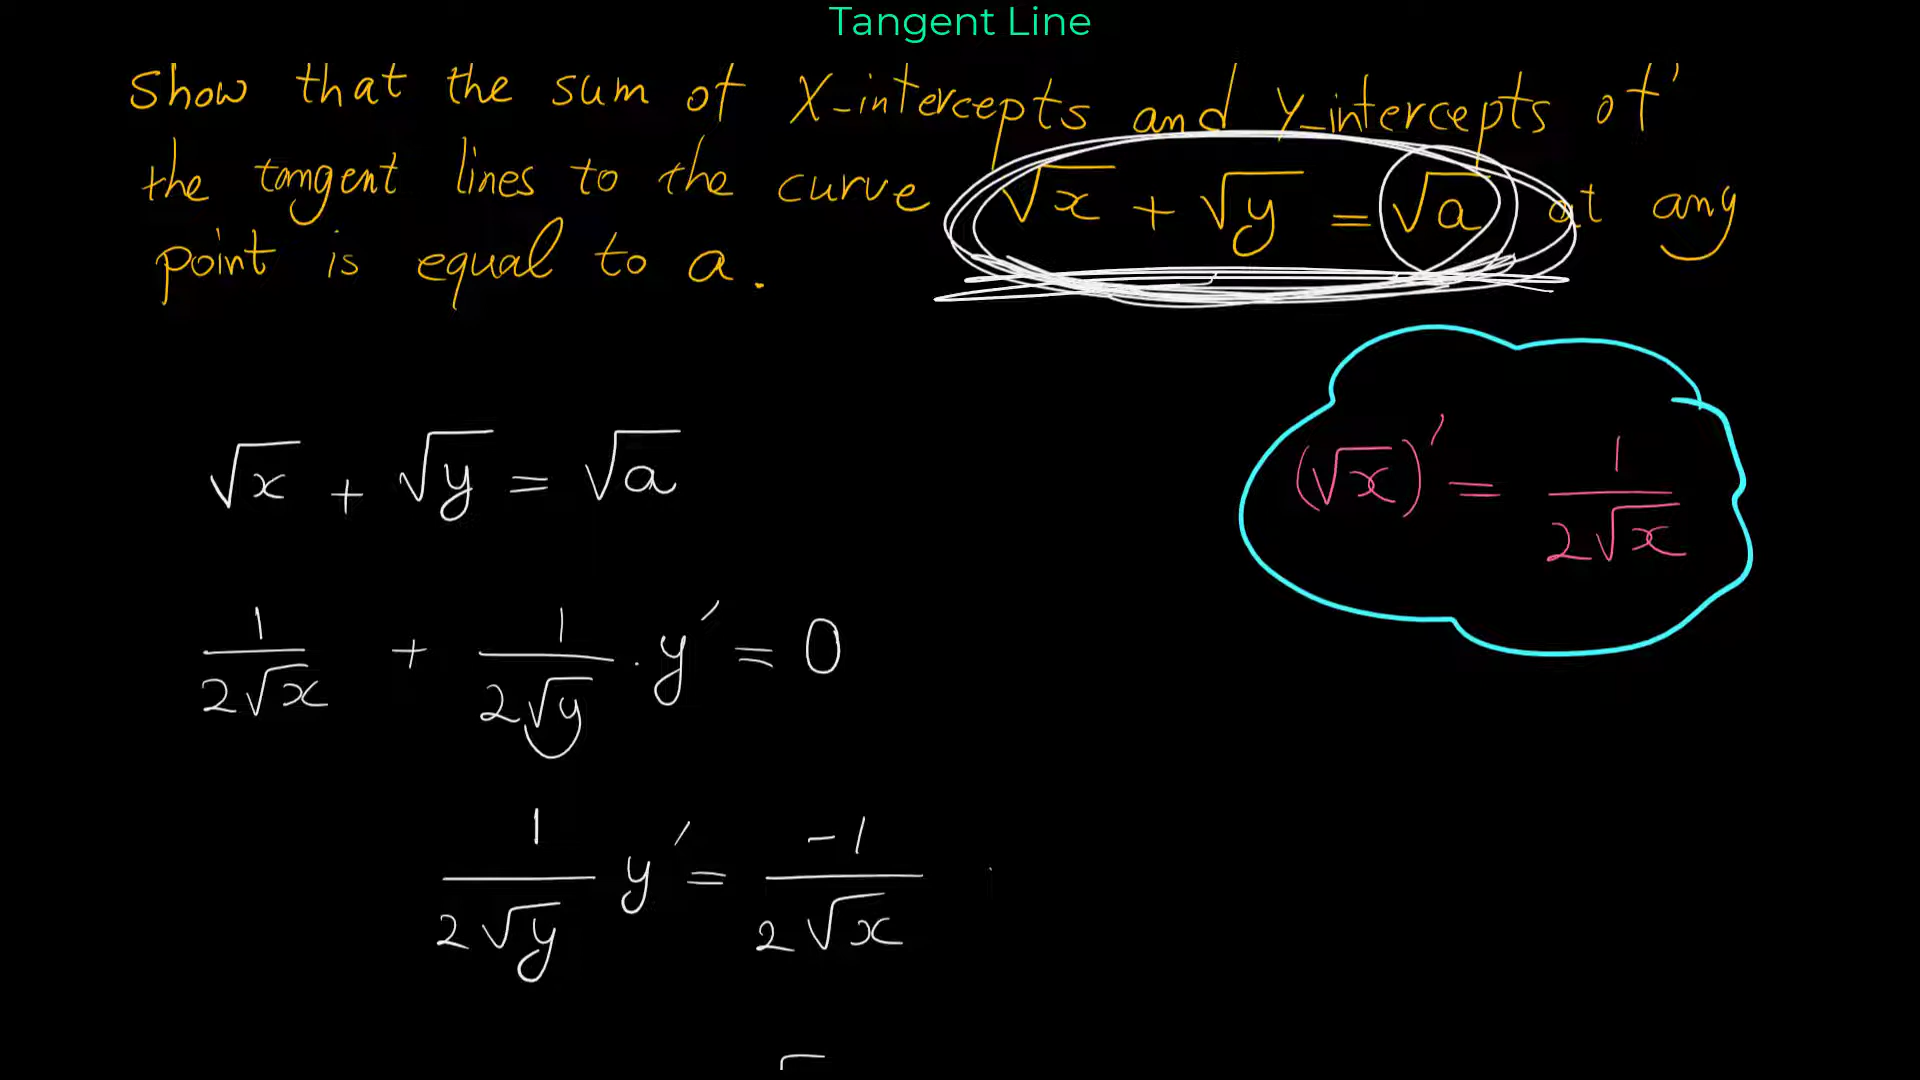 Tangent Line
Show that the sum of X-intercepts and Y-intercepts of
the tangent lines to the curve √x + √y = √a at any
point is equal to a.
√x + √y = √a
(√x)′ = 1/(2√x)
1/(2√x) + 1/(2√y) · y′ = 0
1/(2√y) y′ = -1/(2√x)